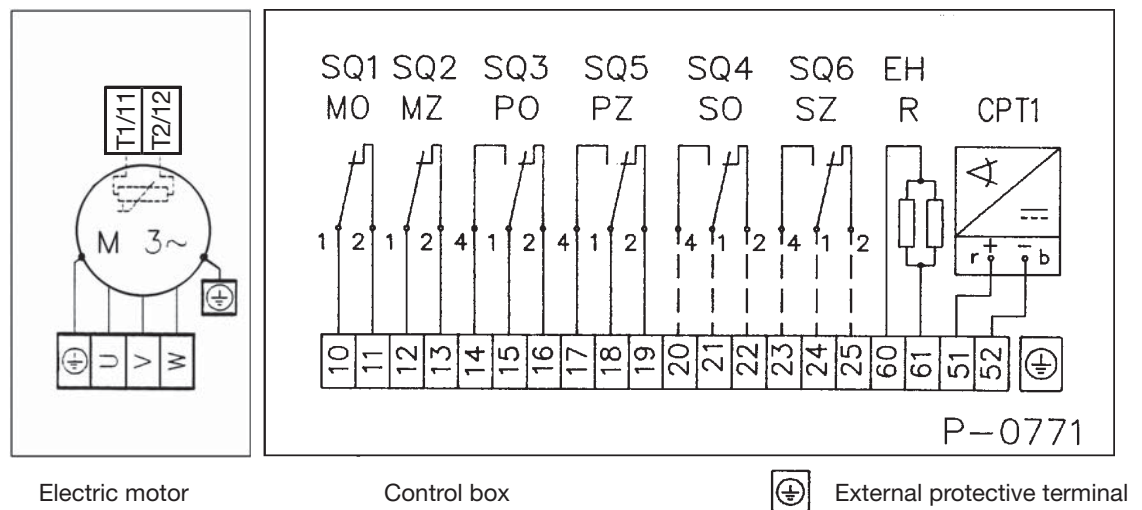 T1/11 T2/12
M 3~
U V W
SQ1 SQ2 SQ3 SQ5 SQ4 SQ6 EH
MO MZ PO PZ SO SZ R CPT1
1 2 1 2 4 1 2 4 1 2 4 1 2 4 1 2 r + − b
10 11 12 13 14 15 16 17 18 19 20 21 22 23 24 25 60 61 51 52
P-0771
Electric motor
Control box
External protective terminal